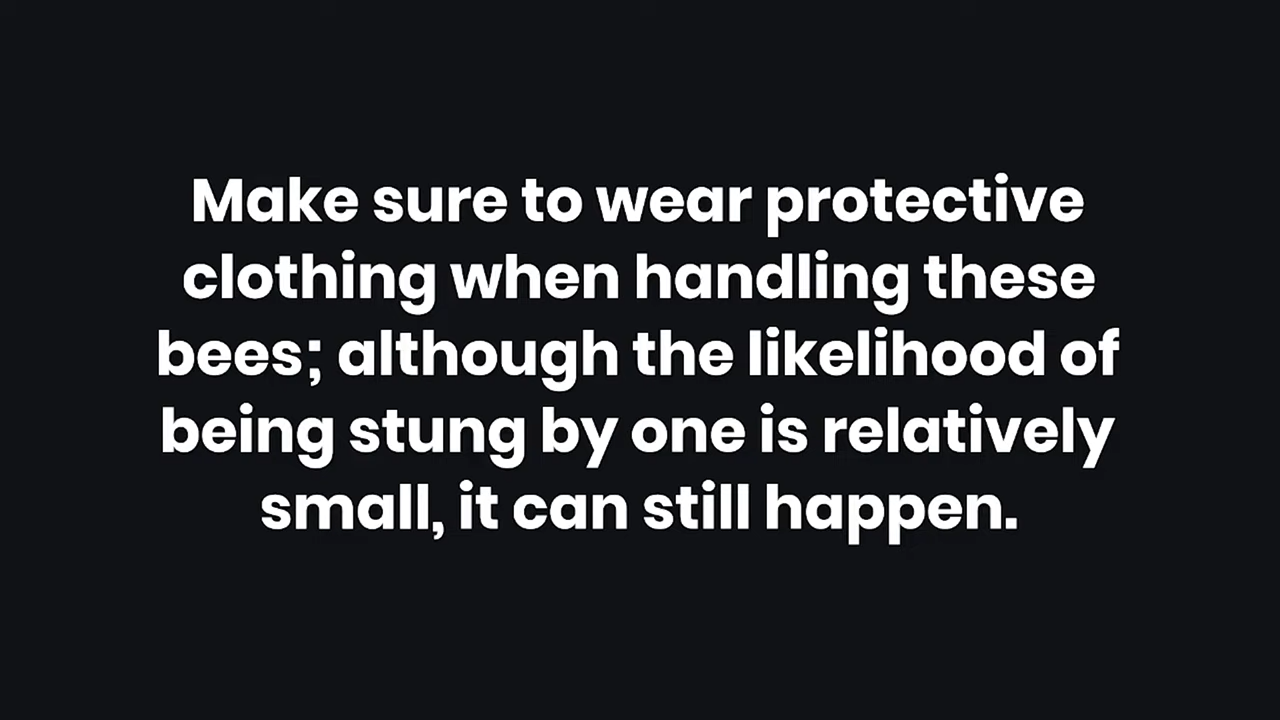 Make sure to wear protective
clothing when handling these
bees; although the likelihood of
being stung by one is relatively
small, it can still happen.